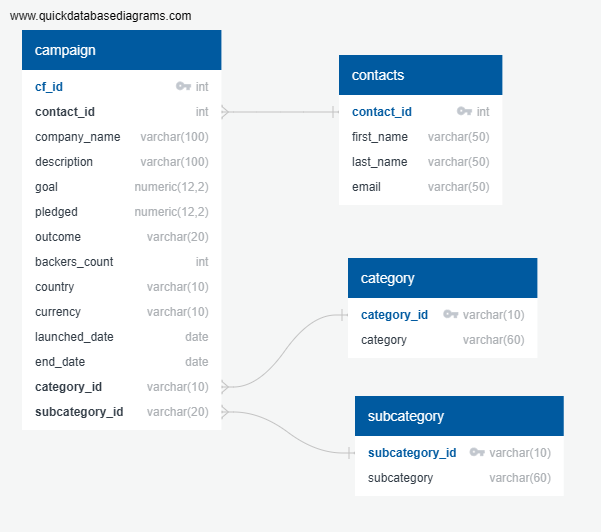 www.quickdatabasediagrams.com
campaign
cf_id int
contact_id int
company_name varchar(100)
description varchar(100)
goal numeric(12,2)
pledged numeric(12,2)
outcome varchar(20)
backers_count int
country varchar(10)
currency varchar(10)
launched_date date
end_date date
category_id varchar(10)
subcategory_id varchar(20)
contacts
contact_id int
first_name varchar(50)
last_name varchar(50)
email varchar(50)
category
category_id varchar(10)
category varchar(60)
subcategory
subcategory_id varchar(10)
subcategory varchar(60)